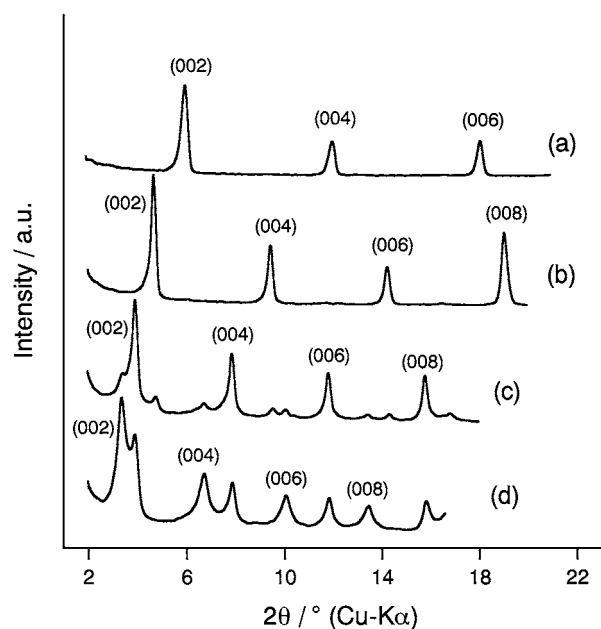 (002)
(004)
(006)
(a)
(002)
(004)
(006)
(008)
(b)
(002)
(004)
(006)
(008)
(c)
(002)
(004)
(006)
(008)
(d)
Intensity / a.u.
2 6 10 14 18 22
2θ / ° (Cu-Kα)